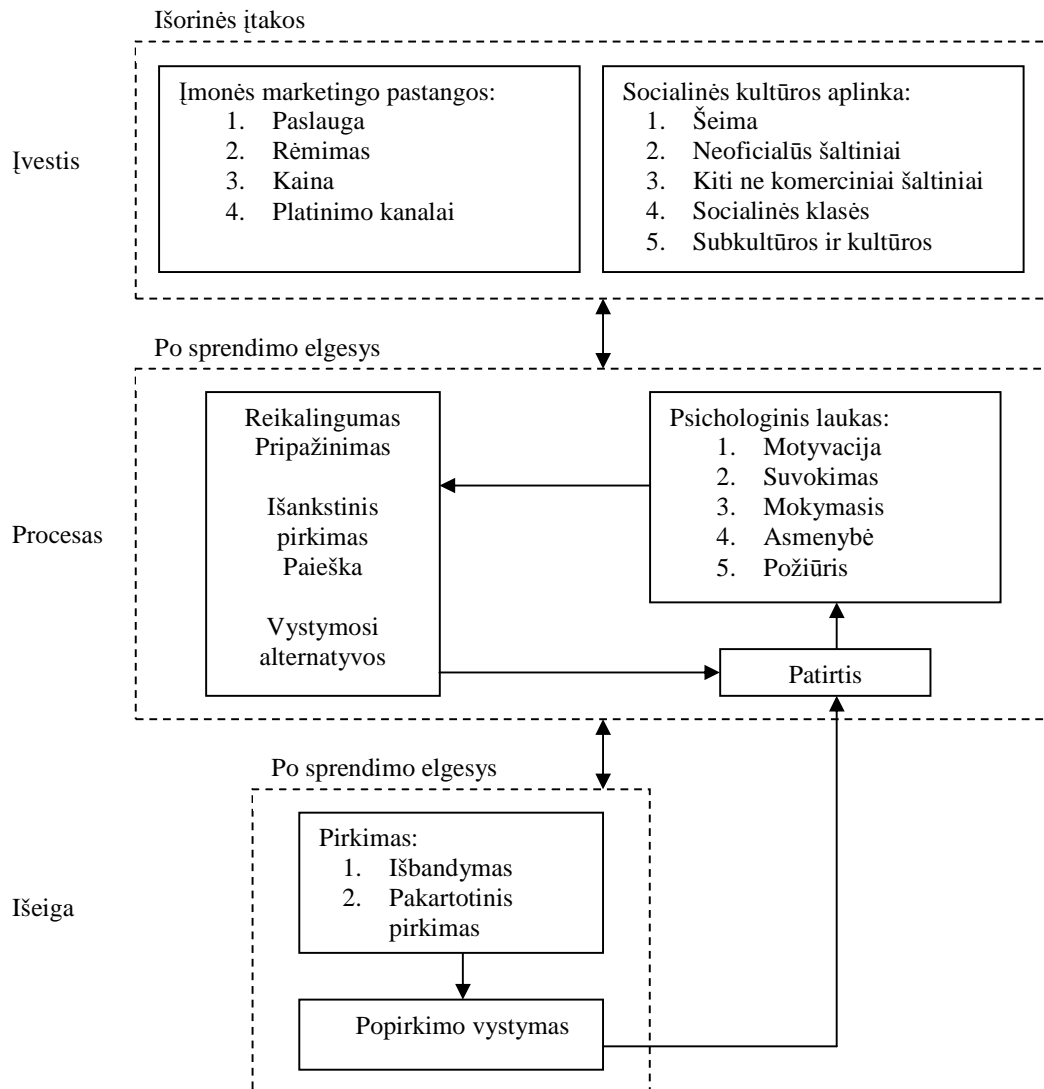 Išorinės įtakos
Įvestis
Įmonės marketingo pastangos:
1. Paslauga
2. Rėmimas
3. Kaina
4. Platinimo kanalai
Socialinės kultūros aplinka:
1. Šeima
2. Neoficialūs šaltiniai
3. Kiti ne komerciniai šaltiniai
4. Socialinės klasės
5. Subkultūros ir kultūros
Po sprendimo elgesys
Procesas
Reikalingumas
Pripažinimas
Išankstinis
pirkimas
Paieška
Vystymosi
alternatyvos
Psichologinis laukas:
1. Motyvacija
2. Suvokimas
3. Mokymasis
4. Asmenybė
5. Požiūris
Patirtis
Po sprendimo elgesys
Išeiga
Pirkimas:
1. Išbandymas
2. Pakartotinis
pirkimas
Popirkimo vystymas